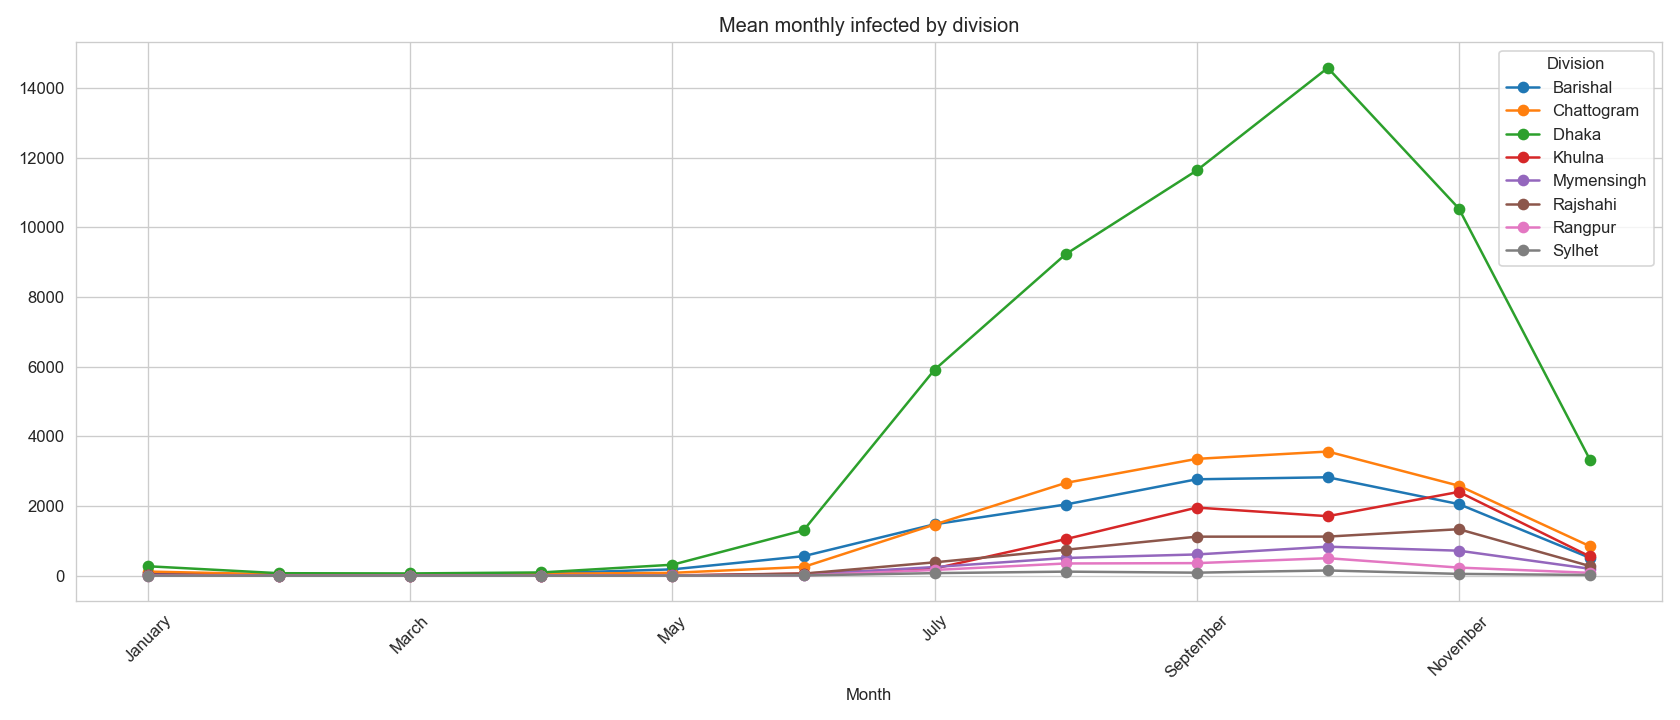 Mean monthly infected by division
14000
12000
10000
8000
6000
4000
2000
0
Division
Barishal
Chattogram
Dhaka
Khulna
Mymensingh
Rajshahi
Rangpur
Sylhet
January
March
May
July
September
November
Month